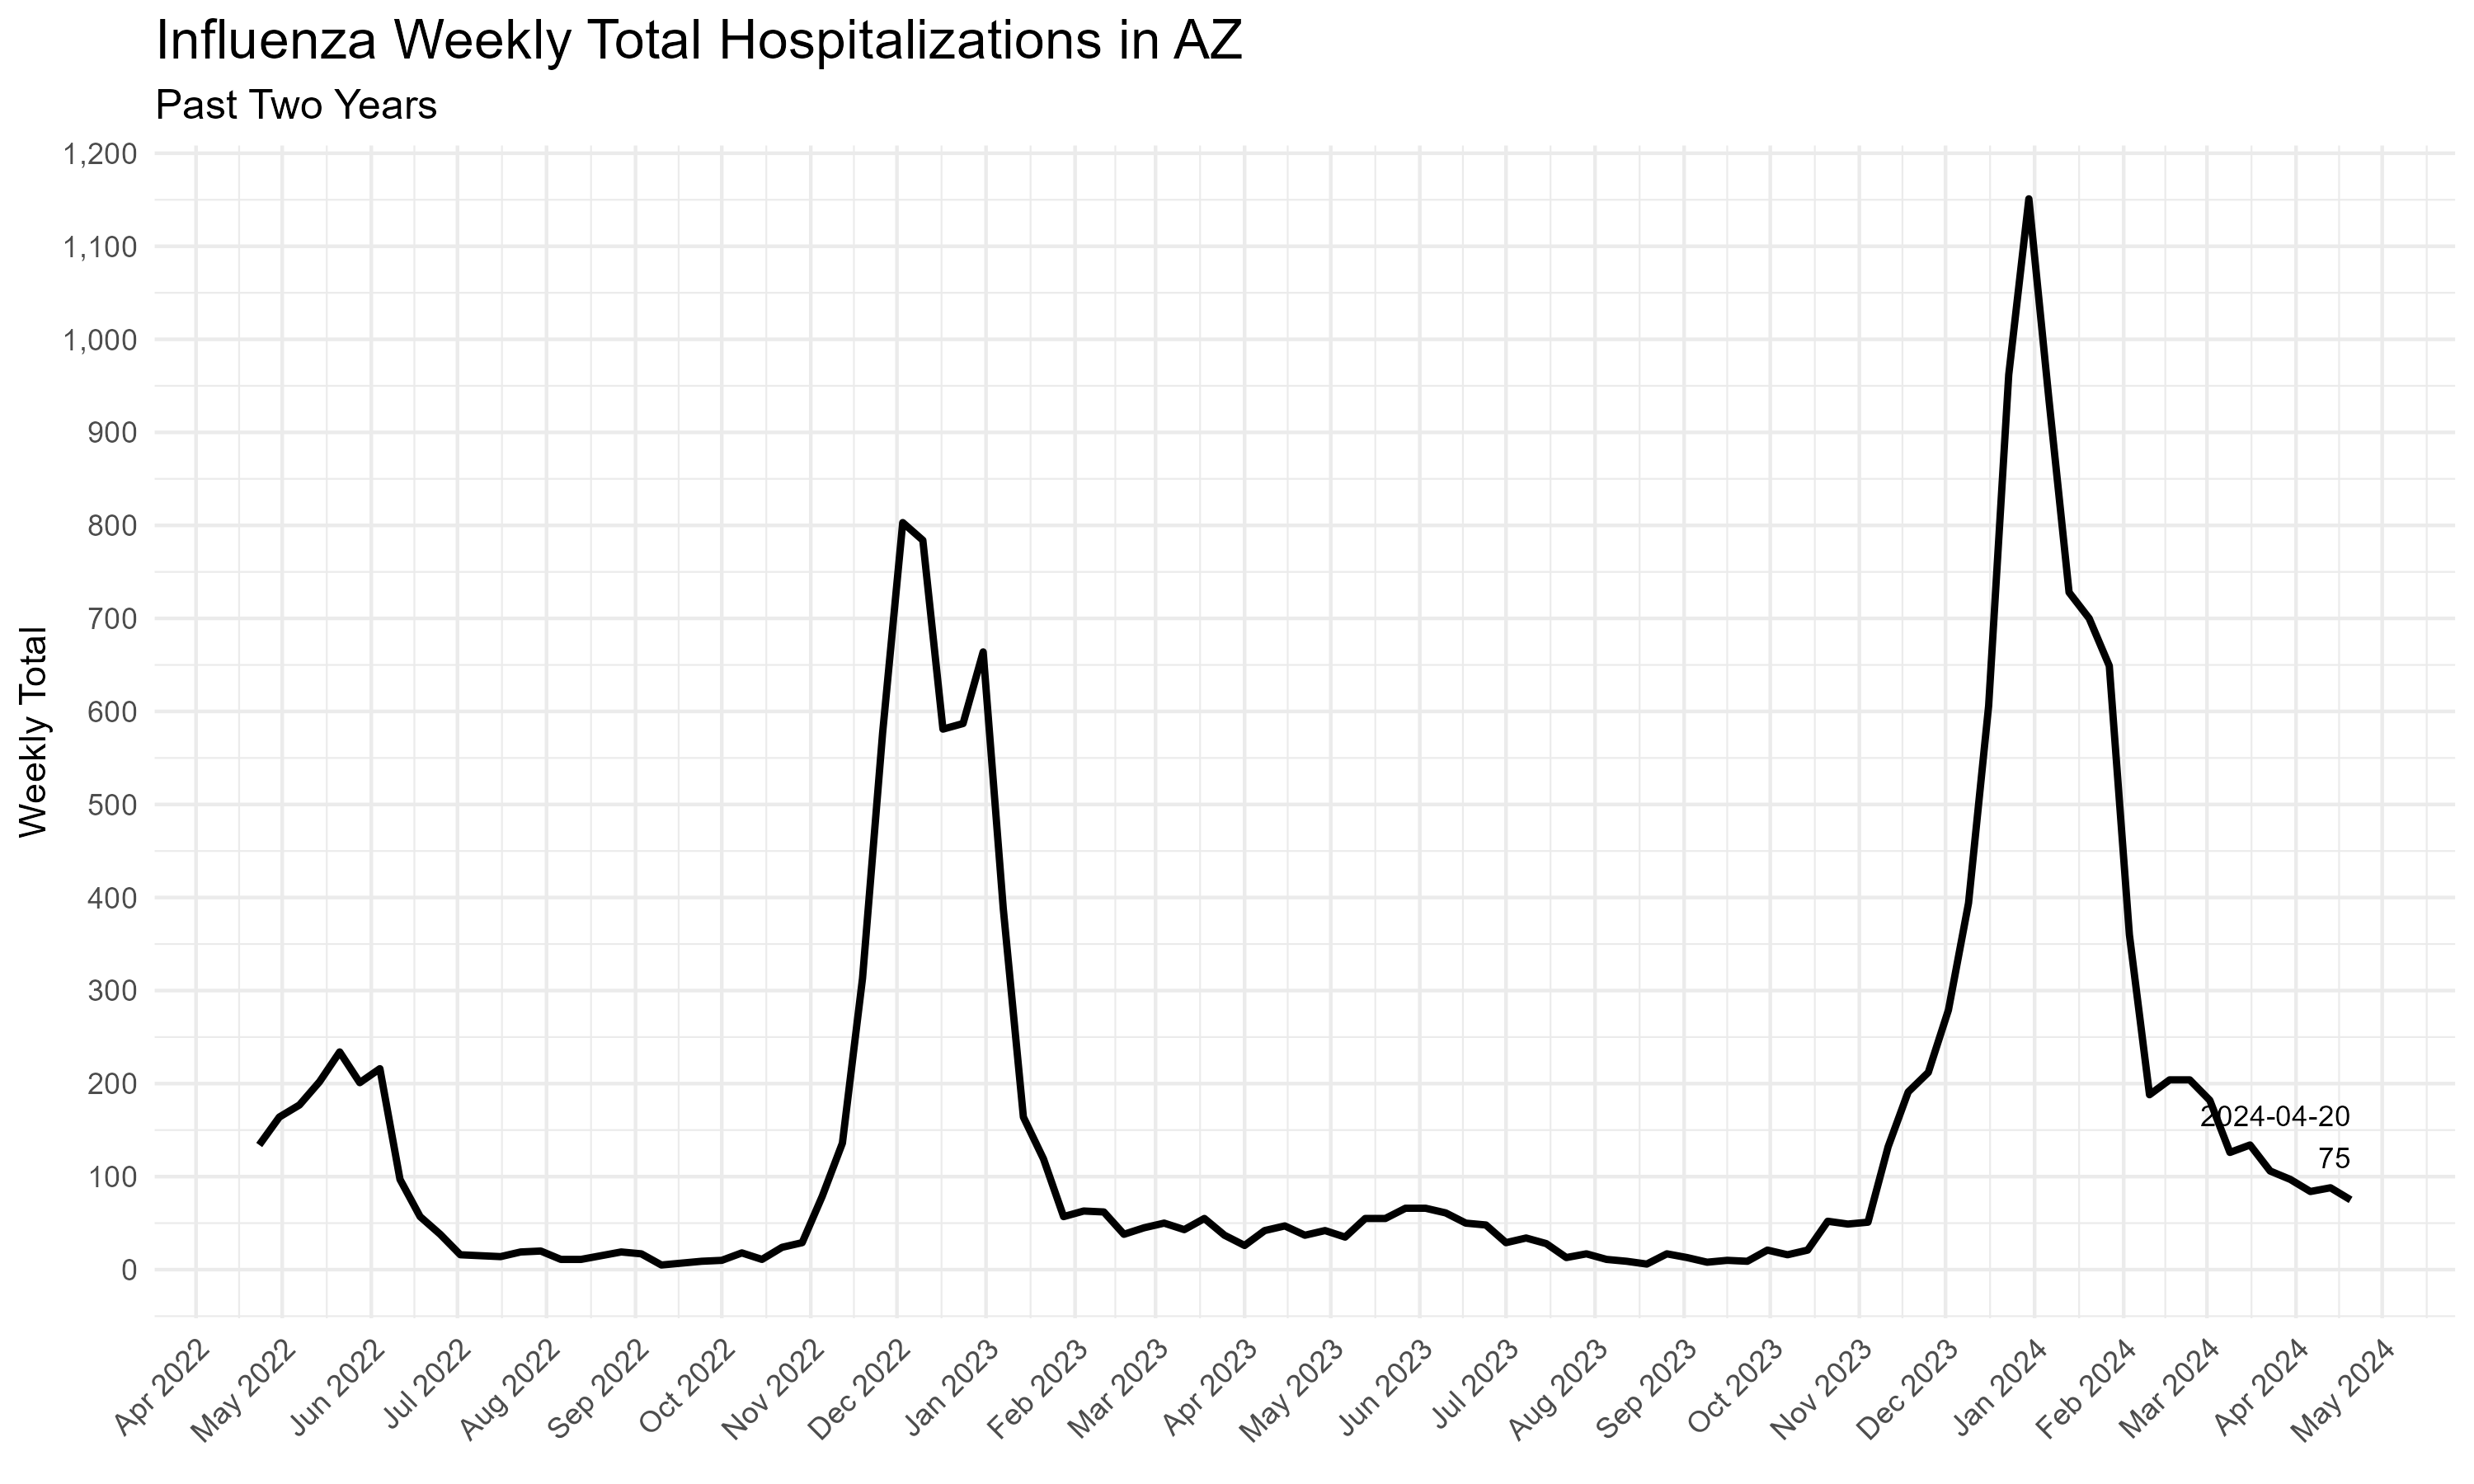 Influenza Weekly Total Hospitalizations in AZ
Past Two Years
Weekly Total
1,200
1,100
1,000
900
800
700
600
500
400
300
200
100
0
2024-04-20
75
Apr 2022
May 2022
Jun 2022
Jul 2022
Aug 2022
Sep 2022
Oct 2022
Nov 2022
Dec 2022
Jan 2023
Feb 2023
Mar 2023
Apr 2023
May 2023
Jun 2023
Jul 2023
Aug 2023
Sep 2023
Oct 2023
Nov 2023
Dec 2023
Jan 2024
Feb 2024
Mar 2024
Apr 2024
May 2024